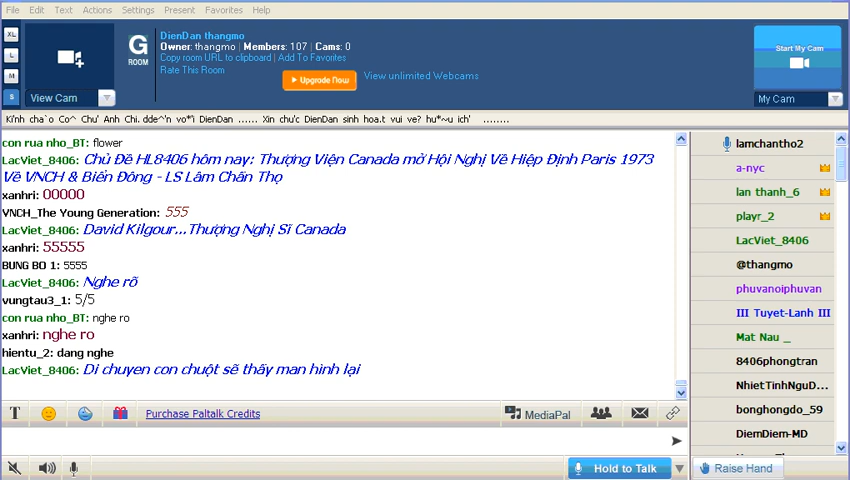 File Edit Text Actions Settings Present Favorites Help
XL
L
M
S
View Cam
G
ROOM
DienDan thangmo
Owner: thangmo | Members: 107 | Cams: 0
Copy room URL to clipboard | Add To Favorites
Rate This Room
Upgrade Now
View unlimited Webcams
Start My Cam
My Cam
Ki'nh cha`o Co^ Chu' Anh Chi. dde^'n vo*'i DienDan ...... Xin chu'c DienDan sinh hoa.t vui ve? hu*~u ich' ........
con rua nho_BT: flower
LacViet_8406: Chủ Đề HL8406 hôm nay: Thượng Viện Canada mở Hội Nghị Về Hiệp Định Paris 1973
Về VNCH & Biển Đông - LS Lâm Chấn Thọ
xanhri: 00000
VNCH_The Young Generation: 555
LacViet_8406: David Kilgour...Thượng Nghị Sĩ Canada
xanhri: 55555
BUNG BO 1: 5555
LacViet_8406: Nghe rõ
vungtau3_1: 5/5
con rua nho_BT: nghe ro
xanhri: nghe ro
hientu_2: dang nghe
LacViet_8406: Di chuyen con chuột sẽ thấy man hình lại
lamchantho2
a-nyc
lan thanh_6
playr_2
LacViet_8406
@thangmo
phuvanoiphuvan
III Tuyet-Lanh III
Mat Nau _
8406phongtran
NhietTinhNguD...
bonghongdo_59
DiemDiem-MD
T
Purchase Paltalk Credits
MediaPal
Hold to Talk
Raise Hand